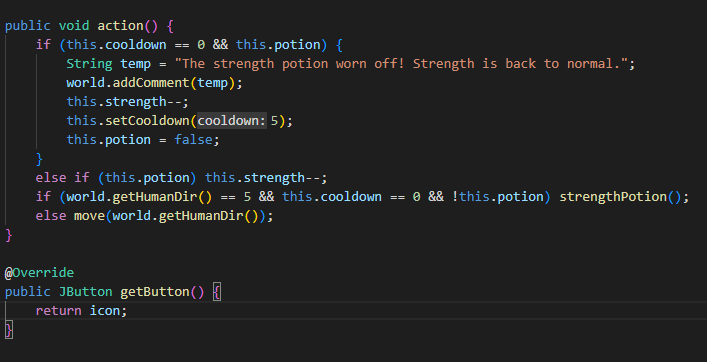 public void action() {
if (this.cooldown == 0 && this.potion) {
String temp = "The strength potion worn off! Strength is back to normal.";
world.addComment(temp);
this.strength--;
this.setCooldown(cooldown: 5);
this.potion = false;
}
else if (this.potion) this.strength--;
if (world.getHumanDir() == 5 && this.cooldown == 0 && !this.potion) strengthPotion();
else move(world.getHumanDir());
}
@Override
public JButton getButton() {
return icon;
}